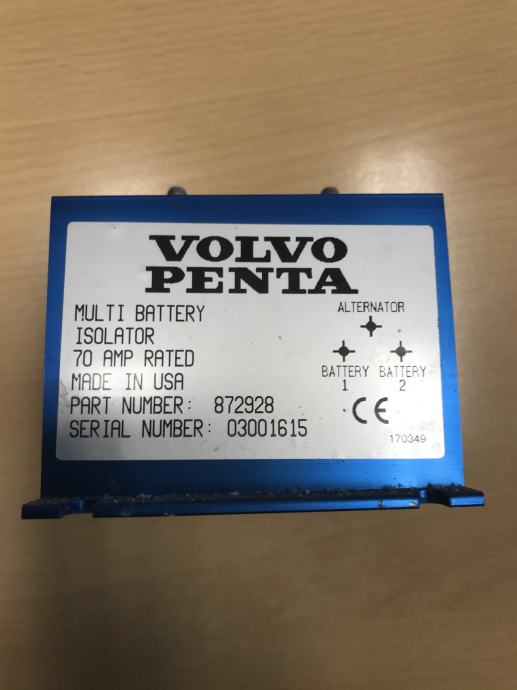 VOLVO
PENTA
MULTI BATTERY
ISOLATOR
70 AMP RATED
MADE IN USA
PART NUMBER: 872928
SERIAL NUMBER: 03001615
ALTERNATOR
BATTERY BATTERY
1 2
CE
170349